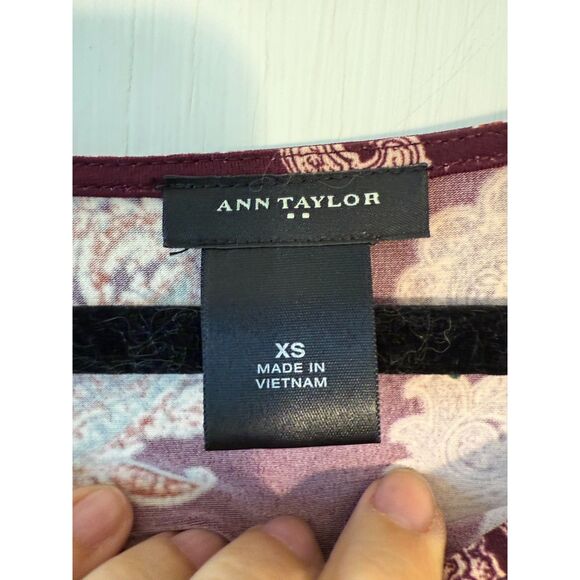 ANN TAYLOR
XS
MADE IN
VIETNAM